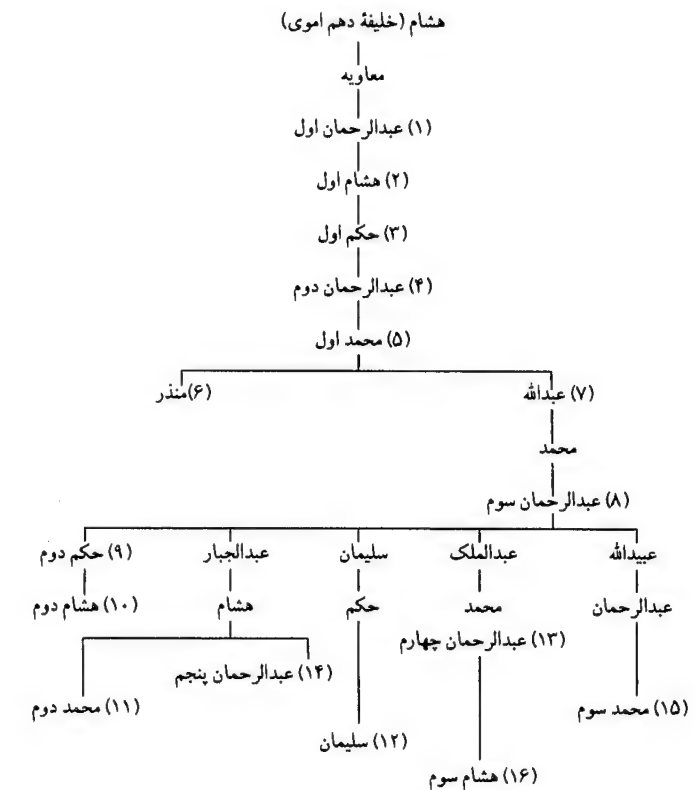 هشام (خلیفهٔ دهم اموی)
معاویه
(۱) عبدالرحمان اول
(۲) هشام اول
(۳) حکم اول
(۴) عبدالرحمان دوم
(۵) محمد اول
(۷) عبدالله
(۶)منذر
محمد
(۸) عبدالرحمان سوم
عبیدالله
عبدالملک
سلیمان
عبدالجبار
(۹) حکم دوم
عبدالرحمان
محمد
حکم
هشام
(۱۰) هشام دوم
(۱۳) عبدالرحمان چهارم
(۱۴) عبدالرحمان پنجم
(۱۵) محمد سوم
(۱۱) محمد دوم
(۱۲) سلیمان
(۱۶) هشام سوم